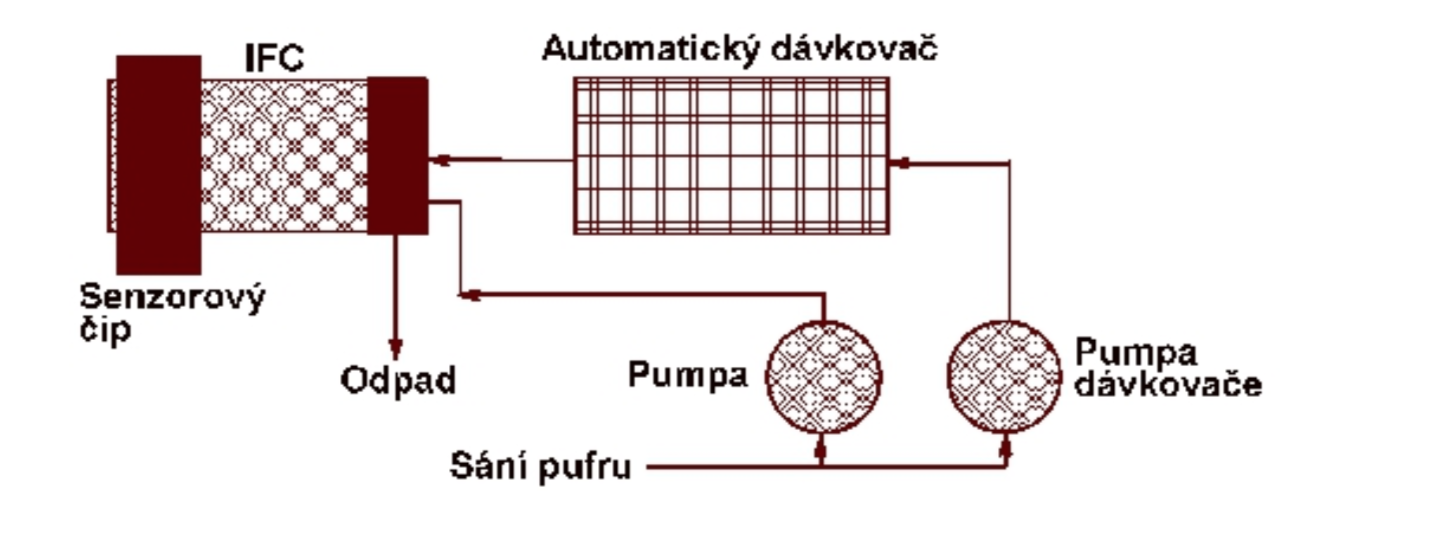 IFC
Automatický dávkovač
Senzorový
čip
Odpad
Pumpa
Pumpa
dávkovače
Sání pufru